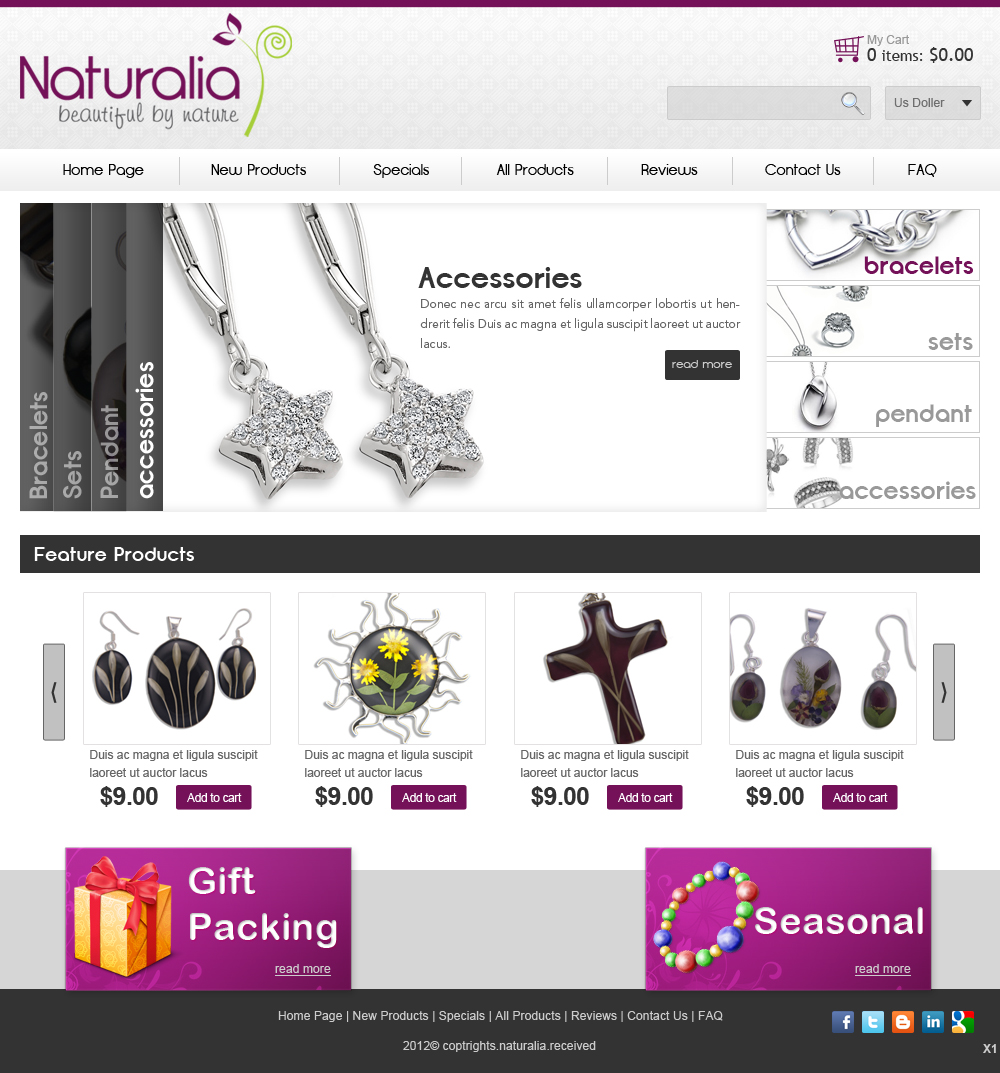 Naturalia
beautiful by nature
My Cart
0 items: $0.00
Us Doller
Home Page
New Products
Specials
All Products
Reviews
Contact Us
FAQ
Bracelets
Sets
Pendant
accessories
Accessories
Donec nec arcu sit amet felis ullamcorper lobortis ut hen-
drerit felis Duis ac magna et ligula suscipit laoreet ut auctor
lacus.
read more
bracelets
sets
pendant
accessories
Feature Products
Duis ac magna et ligula suscipit
laoreet ut auctor lacus
$9.00 Add to cart
Duis ac magna et ligula suscipit
laoreet ut auctor lacus
$9.00 Add to cart
Duis ac magna et ligula suscipit
laoreet ut auctor lacus
$9.00 Add to cart
Duis ac magna et ligula suscipit
laoreet ut auctor lacus
$9.00 Add to cart
Gift
Packing
read more
Seasonal
read more
Home Page | New Products | Specials | All Products | Reviews | Contact Us | FAQ
2012© coptrights.naturalia.received
X1